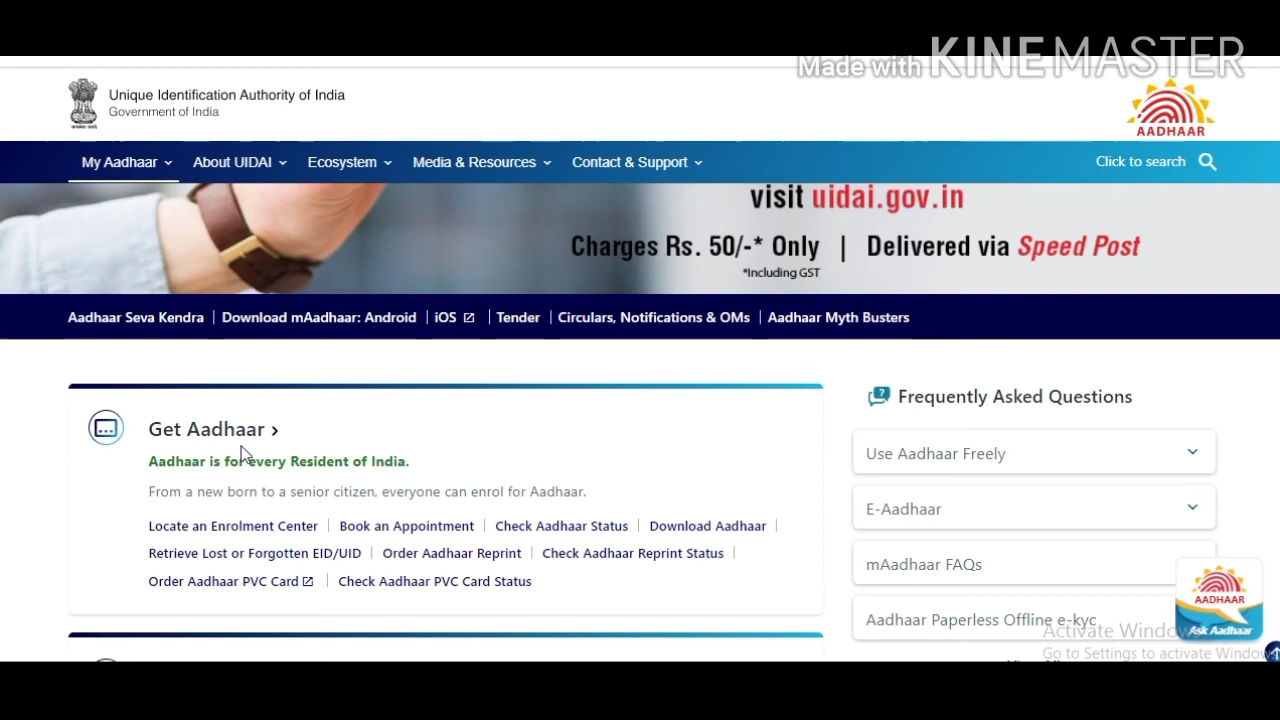 Made with KINEMASTER
Unique Identification Authority of India
Government of India
AADHAAR
My Aadhaar About UIDAI Ecosystem Media & Resources Contact & Support Click to search
visit uidai.gov.in
Charges Rs. 50/-* Only | Delivered via Speed Post
*Including GST
Aadhaar Seva Kendra | Download mAadhaar: Android | iOS | Tender | Circulars, Notifications & OMs | Aadhaar Myth Busters
Get Aadhaar >
Aadhaar is for every Resident of India.
From a new born to a senior citizen, everyone can enrol for Aadhaar.
Locate an Enrolment Center | Book an Appointment | Check Aadhaar Status | Download Aadhaar |
Retrieve Lost or Forgotten EID/UID | Order Aadhaar Reprint | Check Aadhaar Reprint Status |
Order Aadhaar PVC Card | Check Aadhaar PVC Card Status
Frequently Asked Questions
Use Aadhaar Freely
E-Aadhaar
mAadhaar FAQs
Aadhaar Paperless Offline e-kyc
AADHAAR
Ask Aadhaar
Activate Windows
Go to Settings to activate Windows